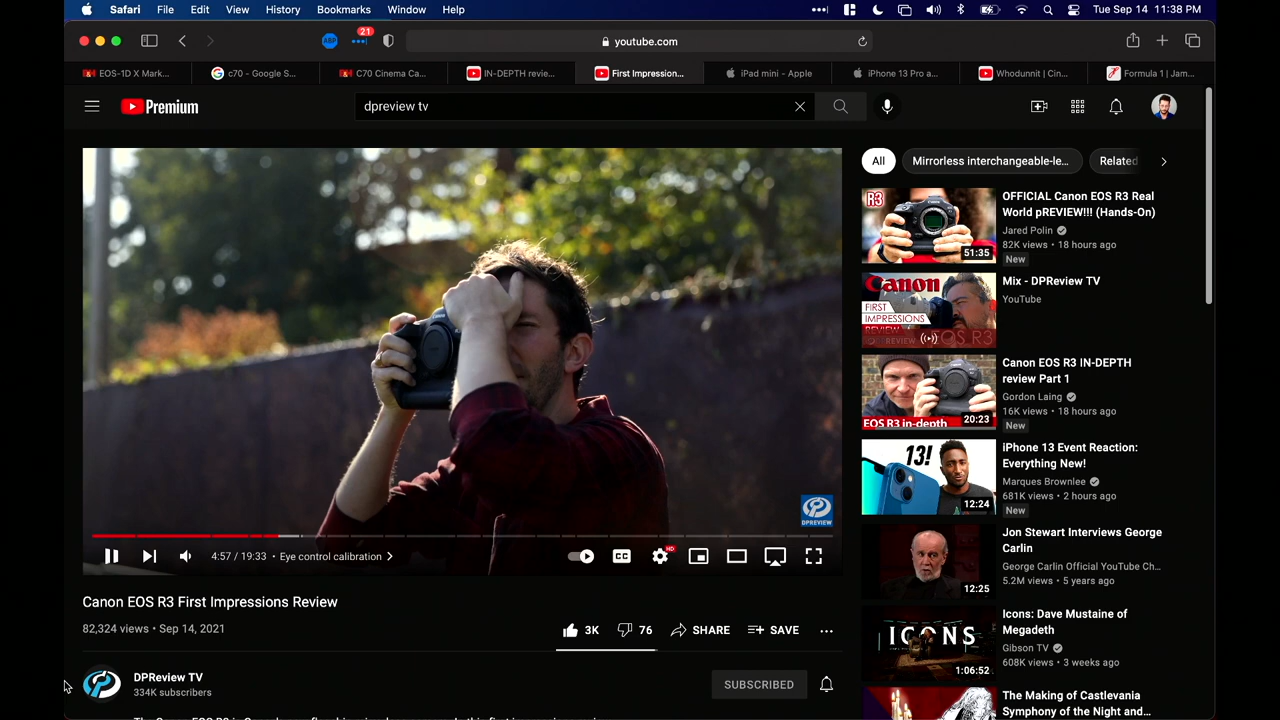 Safari File Edit View History Bookmarks Window Help
Tue Sep 14 11:38 PM
21
ABP
youtube.com
EOS-1D X Mark...
c70 - Google S...
C70 Cinema Ca...
IN-DEPTH revie...
First Impression...
iPad mini - Apple
iPhone 13 Pro a...
Whodunnit | Cin...
Formula 1 | Jam...
Premium
dpreview tv
All
Mirrorless interchangeable-le...
Related
DPREVIEW
4:57 / 19:33 • Eye control calibration
CC
HD
Canon EOS R3 First Impressions Review
82,324 views • Sep 14, 2021
3K
76
SHARE
SAVE
DPReview TV
334K subscribers
SUBSCRIBED
R3
51:35
OFFICIAL Canon EOS R3 Real
World pREVIEW!!! (Hands-On)
Jared Polin
82K views • 18 hours ago
New
Canon
FIRST
IMPRESSIONS
REVIEW
EOS R3
Mix - DPReview TV
YouTube
EOS R3 in-depth
20:23
Canon EOS R3 IN-DEPTH
review Part 1
Gordon Laing
16K views • 18 hours ago
New
13!
12:24
iPhone 13 Event Reaction:
Everything New!
Marques Brownlee
681K views • 2 hours ago
New
12:25
Jon Stewart Interviews George
Carlin
George Carlin Official YouTube Ch...
5.2M views • 5 years ago
ICONS
1:06:52
Icons: Dave Mustaine of
Megadeth
Gibson TV
608K views • 3 weeks ago
The Making of Castlevania
Symphony of the Night and...